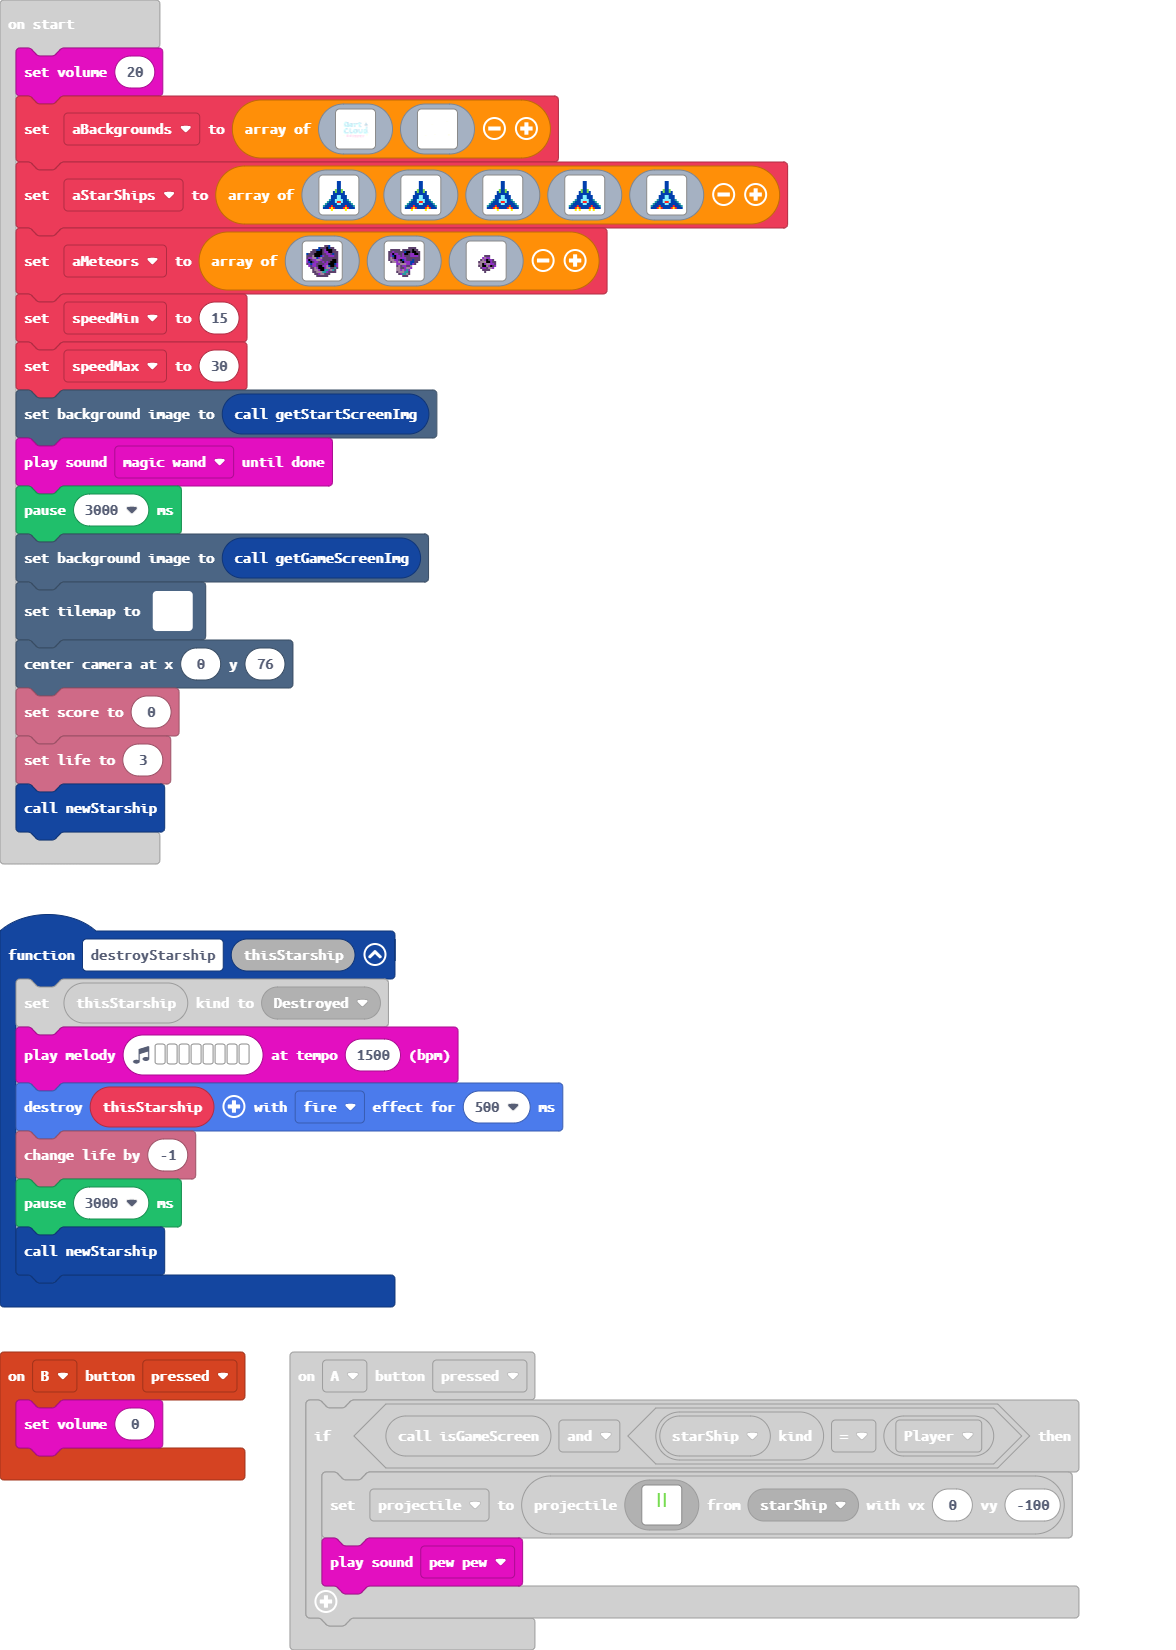 on start
set volume 20
set aBackgrounds to array of
set aStarShips to array of
set aMeteors to array of
set speedMin to 15
set speedMax to 30
set background image to call getStartScreenImg
play sound magic wand until done
pause 3000 ms
set background image to call getGameScreenImg
set tilemap to
center camera at x 0 y 76
set score to 0
set life to 3
call newStarship
function destroyStarship thisStarship
set thisStarship kind to Destroyed
play melody at tempo 1500 (bpm)
destroy thisStarship with fire effect for 500 ms
change life by -1
pause 3000 ms
call newStarship
on B button pressed
set volume 0
on A button pressed
if call isGameScreen and starShip kind = Player then
set projectile to projectile from starShip with vx 0 vy -100
play sound pew pew